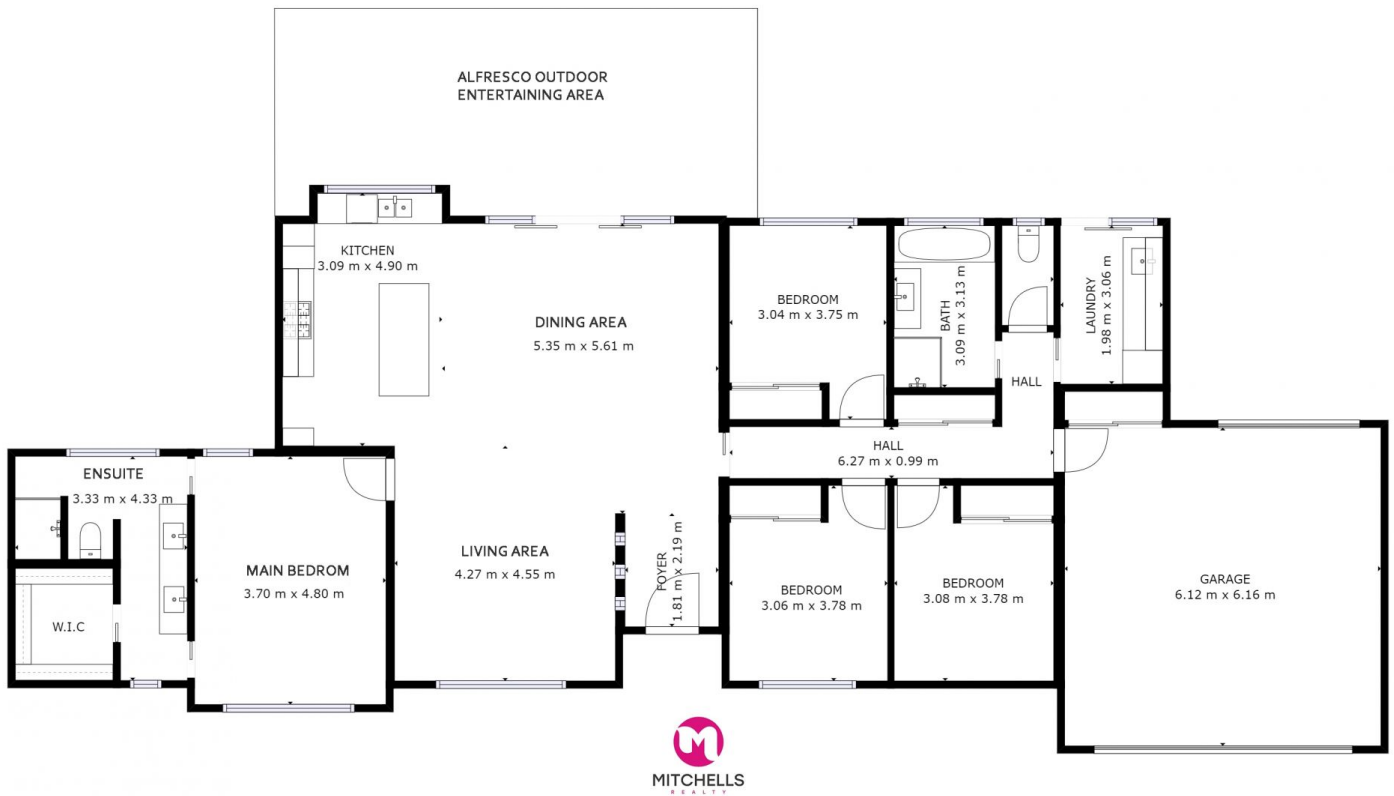 ALFRESCO OUTDOOR
ENTERTAINING AREA
KITCHEN
3.09 m x 4.90 m
DINING AREA
5.35 m x 5.61 m
BEDROOM
3.04 m x 3.75 m
BATH
3.09 m x 3.13 m
LAUNDRY
1.98 m x 3.06 m
HALL
HALL
6.27 m x 0.99 m
ENSUITE
3.33 m x 4.33 m
W.I.C
MAIN BEDROM
3.70 m x 4.80 m
LIVING AREA
4.27 m x 4.55 m
FOYER
1.81 m x 2.19 m
BEDROOM
3.06 m x 3.78 m
BEDROOM
3.08 m x 3.78 m
GARAGE
6.12 m x 6.16 m
MITCHELLS
REALTY